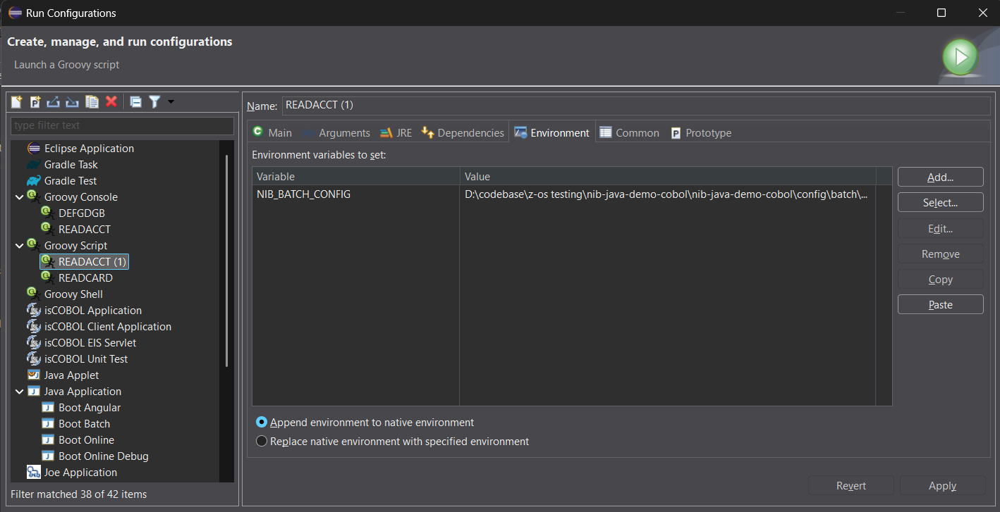 Run Configurations
Create, manage, and run configurations
Launch a Groovy script
type filter text
Eclipse Application
Gradle Task
Gradle Test
Groovy Console
DEFGDGB
READACCT
Groovy Script
READACCT (1)
READCARD
Groovy Shell
isCOBOL Application
isCOBOL Client Application
isCOBOL EIS Servlet
isCOBOL Unit Test
Java Applet
Java Application
Boot Angular
Boot Batch
Boot Online
Boot Online Debug
Joe Application
Filter matched 38 of 42 items
Name: READACCT (1)
Main Arguments JRE Dependencies Environment Common Prototype
Environment variables to set:
Variable Value
NIB_BATCH_CONFIG D:\codebase\z-os testing\nib-java-demo-cobol\nib-java-demo-cobol\config\batch\...
Add...
Select...
Edit...
Remove
Copy
Paste
Append environment to native environment
Replace native environment with specified environment
Revert Apply